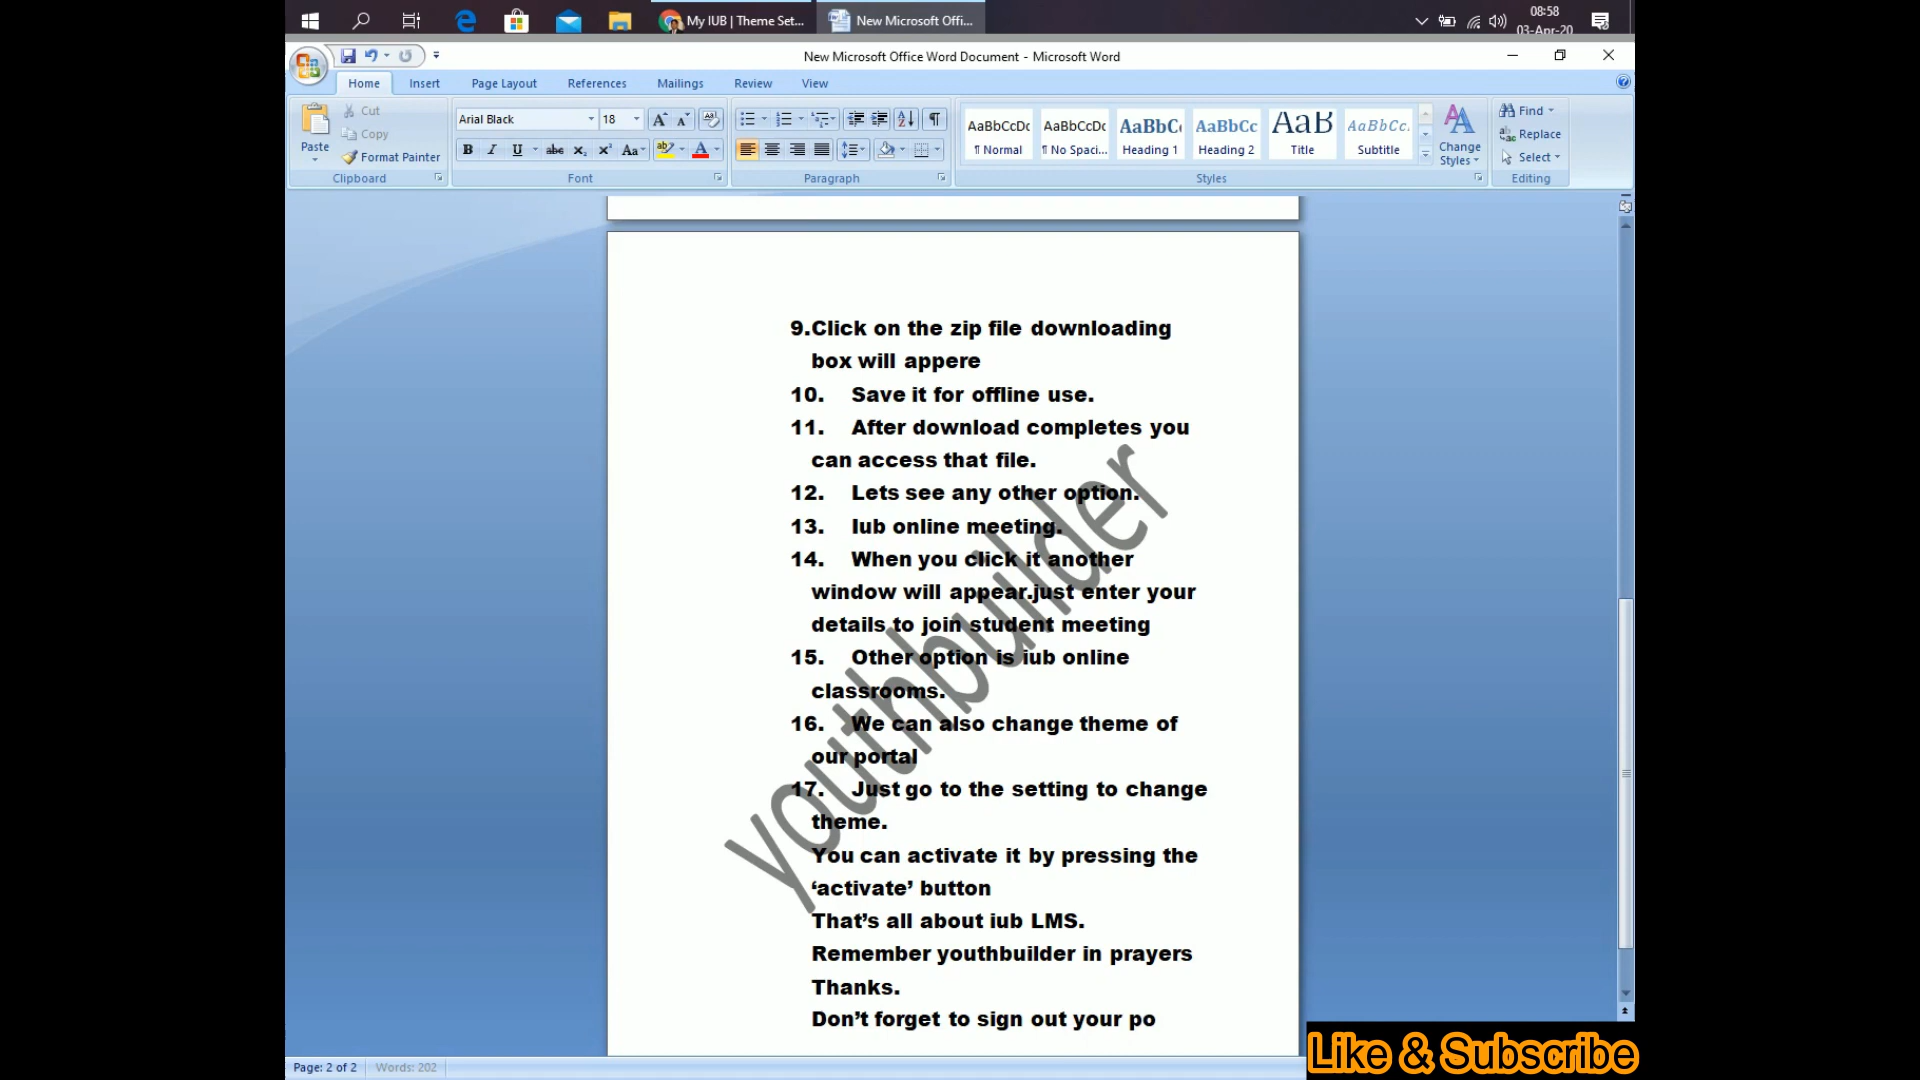 My IUB | Theme Set...
New Microsoft Offi...
08:58
03-Apr-20
New Microsoft Office Word Document - Microsoft Word
Home Insert Page Layout References Mailings Review View
Paste
Cut
Copy
Format Painter
Clipboard
Arial Black 18
Font
Paragraph
AaBbCcDc AaBbCcDc AaBbC AaBbCc AaB AaBbCc.
¶ Normal ¶ No Spaci... Heading 1 Heading 2 Title Subtitle
Change
Styles
Styles
Find
Replace
Select
Editing
9.Click on the zip file downloading
box will appere
10. Save it for offline use.
11. After download completes you
can access that file.
12. Lets see any other option.
13. Iub online meeting.
14. When you click it another
window will appear.just enter your
details to join student meeting
15. Other option is iub online
classrooms.
16. We can also change theme of
our portal
17. Just go to the setting to change
theme.
You can activate it by pressing the
‘activate’ button
That’s all about iub LMS.
Remember youthbuilder in prayers
Thanks.
Don’t forget to sign out your po
youthbuilder
Page: 2 of 2 Words: 202
Like & Subscribe